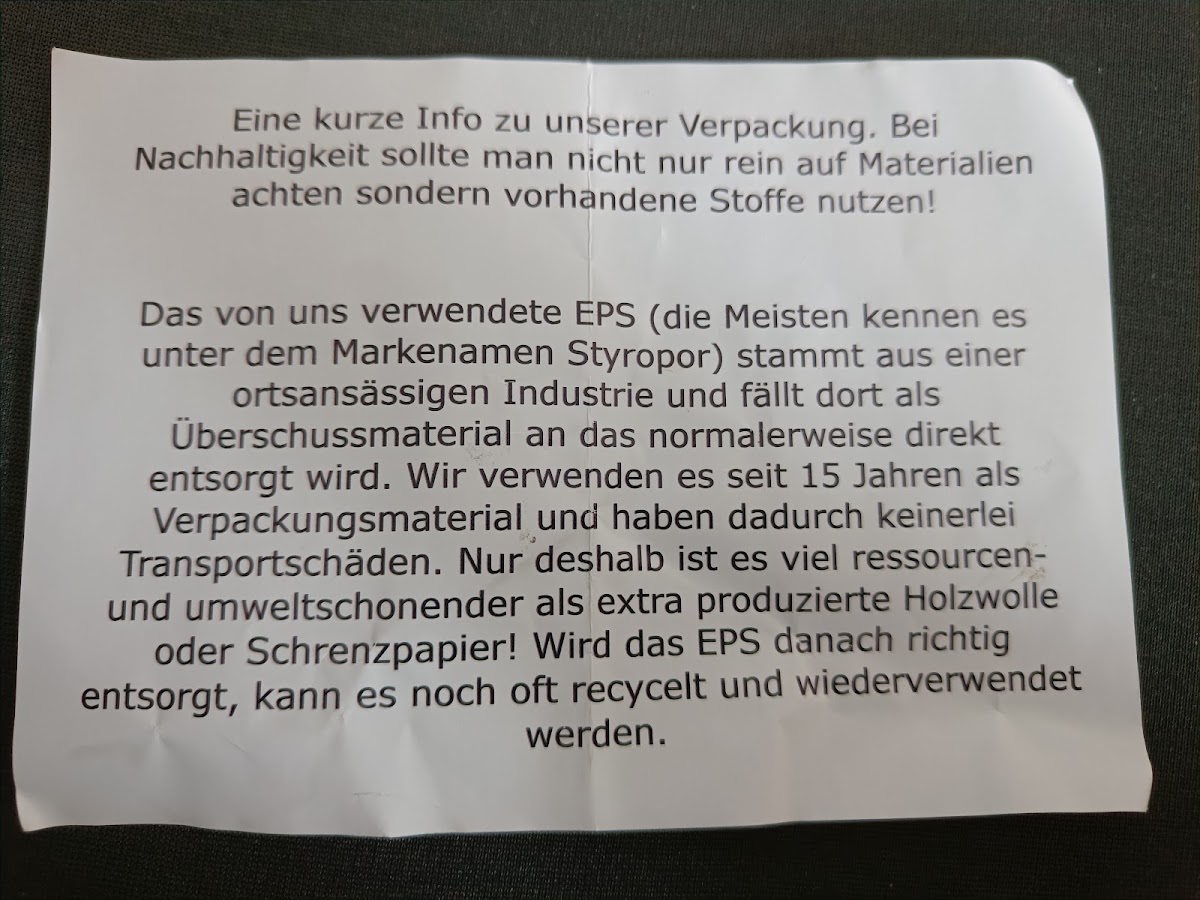 Eine kurze Info zu unserer Verpackung. Bei
Nachhaltigkeit sollte man nicht nur rein auf Materialien
achten sondern vorhandene Stoffe nutzen!
Das von uns verwendete EPS (die Meisten kennen es
unter dem Markenamen Styropor) stammt aus einer
ortsansässigen Industrie und fällt dort als
Überschussmaterial an das normalerweise direkt
entsorgt wird. Wir verwenden es seit 15 Jahren als
Verpackungsmaterial und haben dadurch keinerlei
Transportschäden. Nur deshalb ist es viel ressourcen-
und umweltschonender als extra produzierte Holzwolle
oder Schrenzpapier! Wird das EPS danach richtig
entsorgt, kann es noch oft recycelt und wiederverwendet
werden.